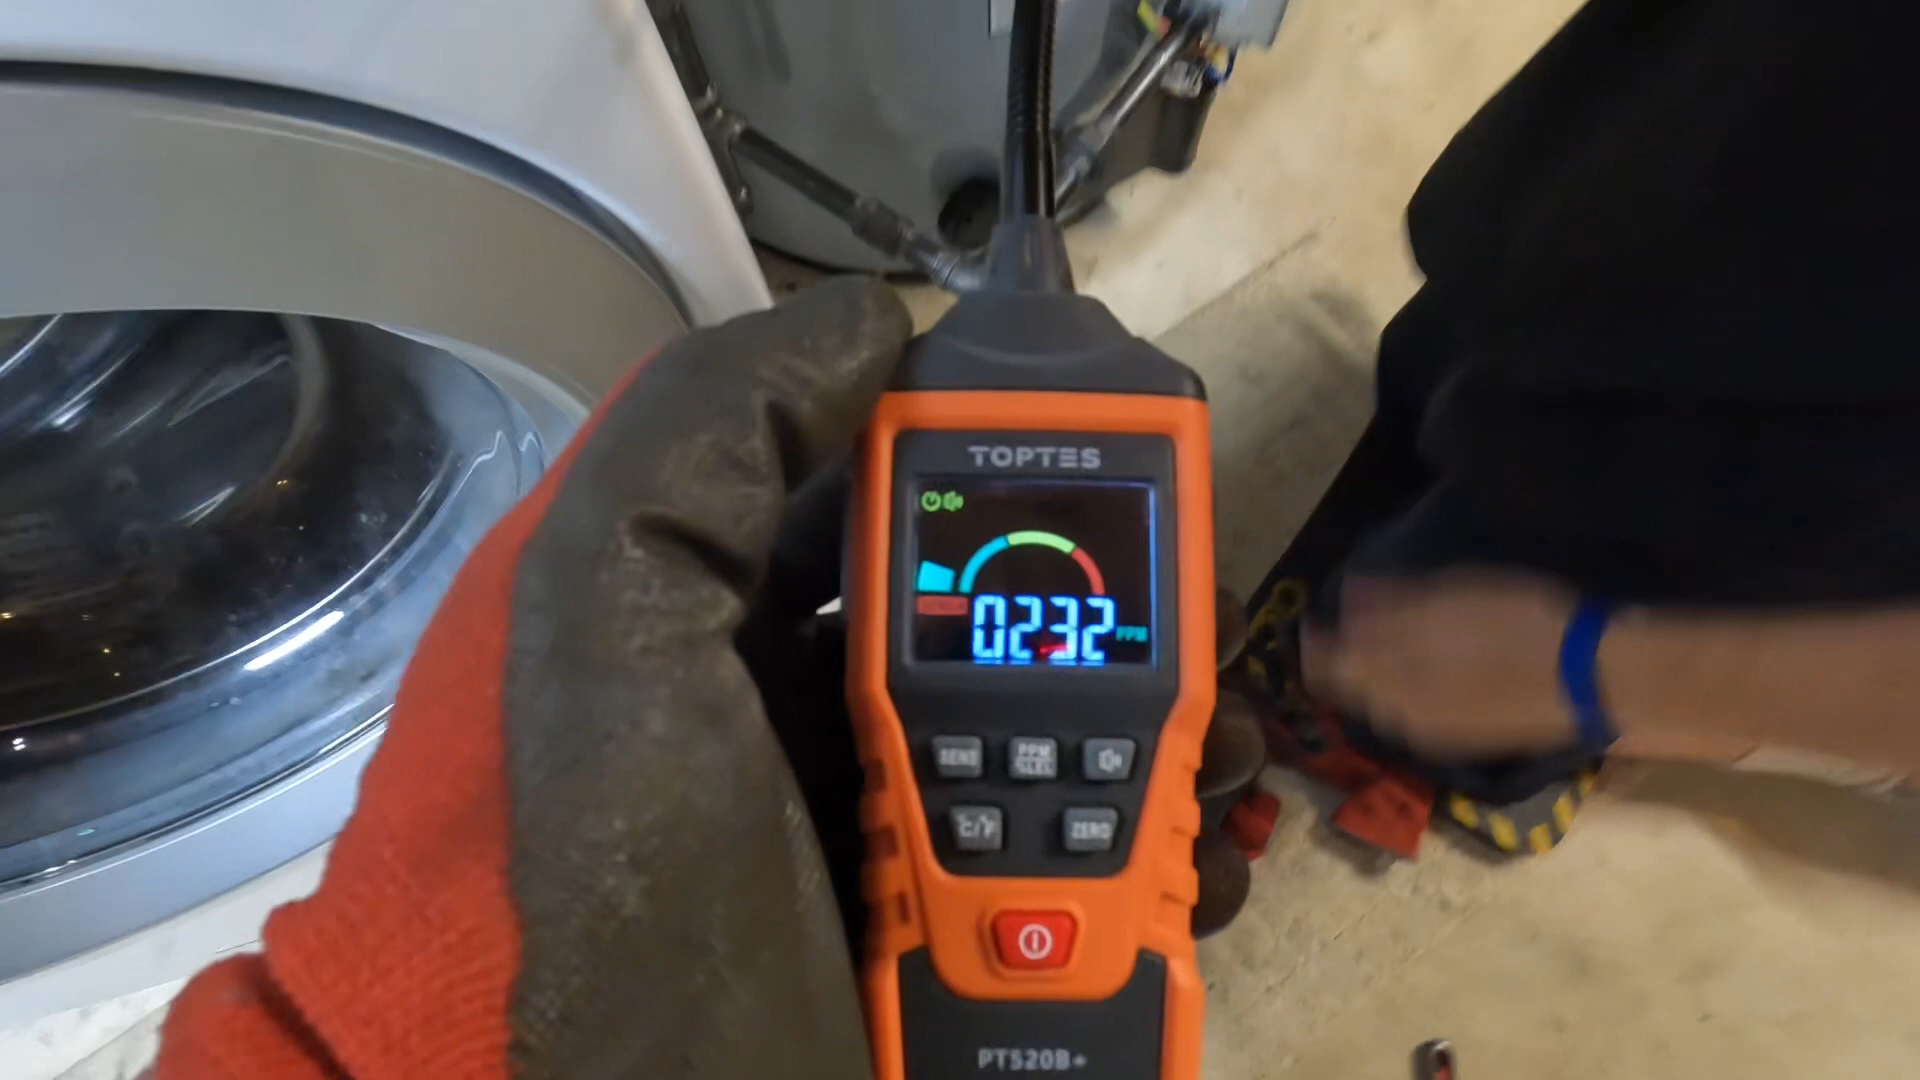 TOPTES
0232 PPM
SENS
PPM
%LEL
°C/°F
ZERO
PT520B+